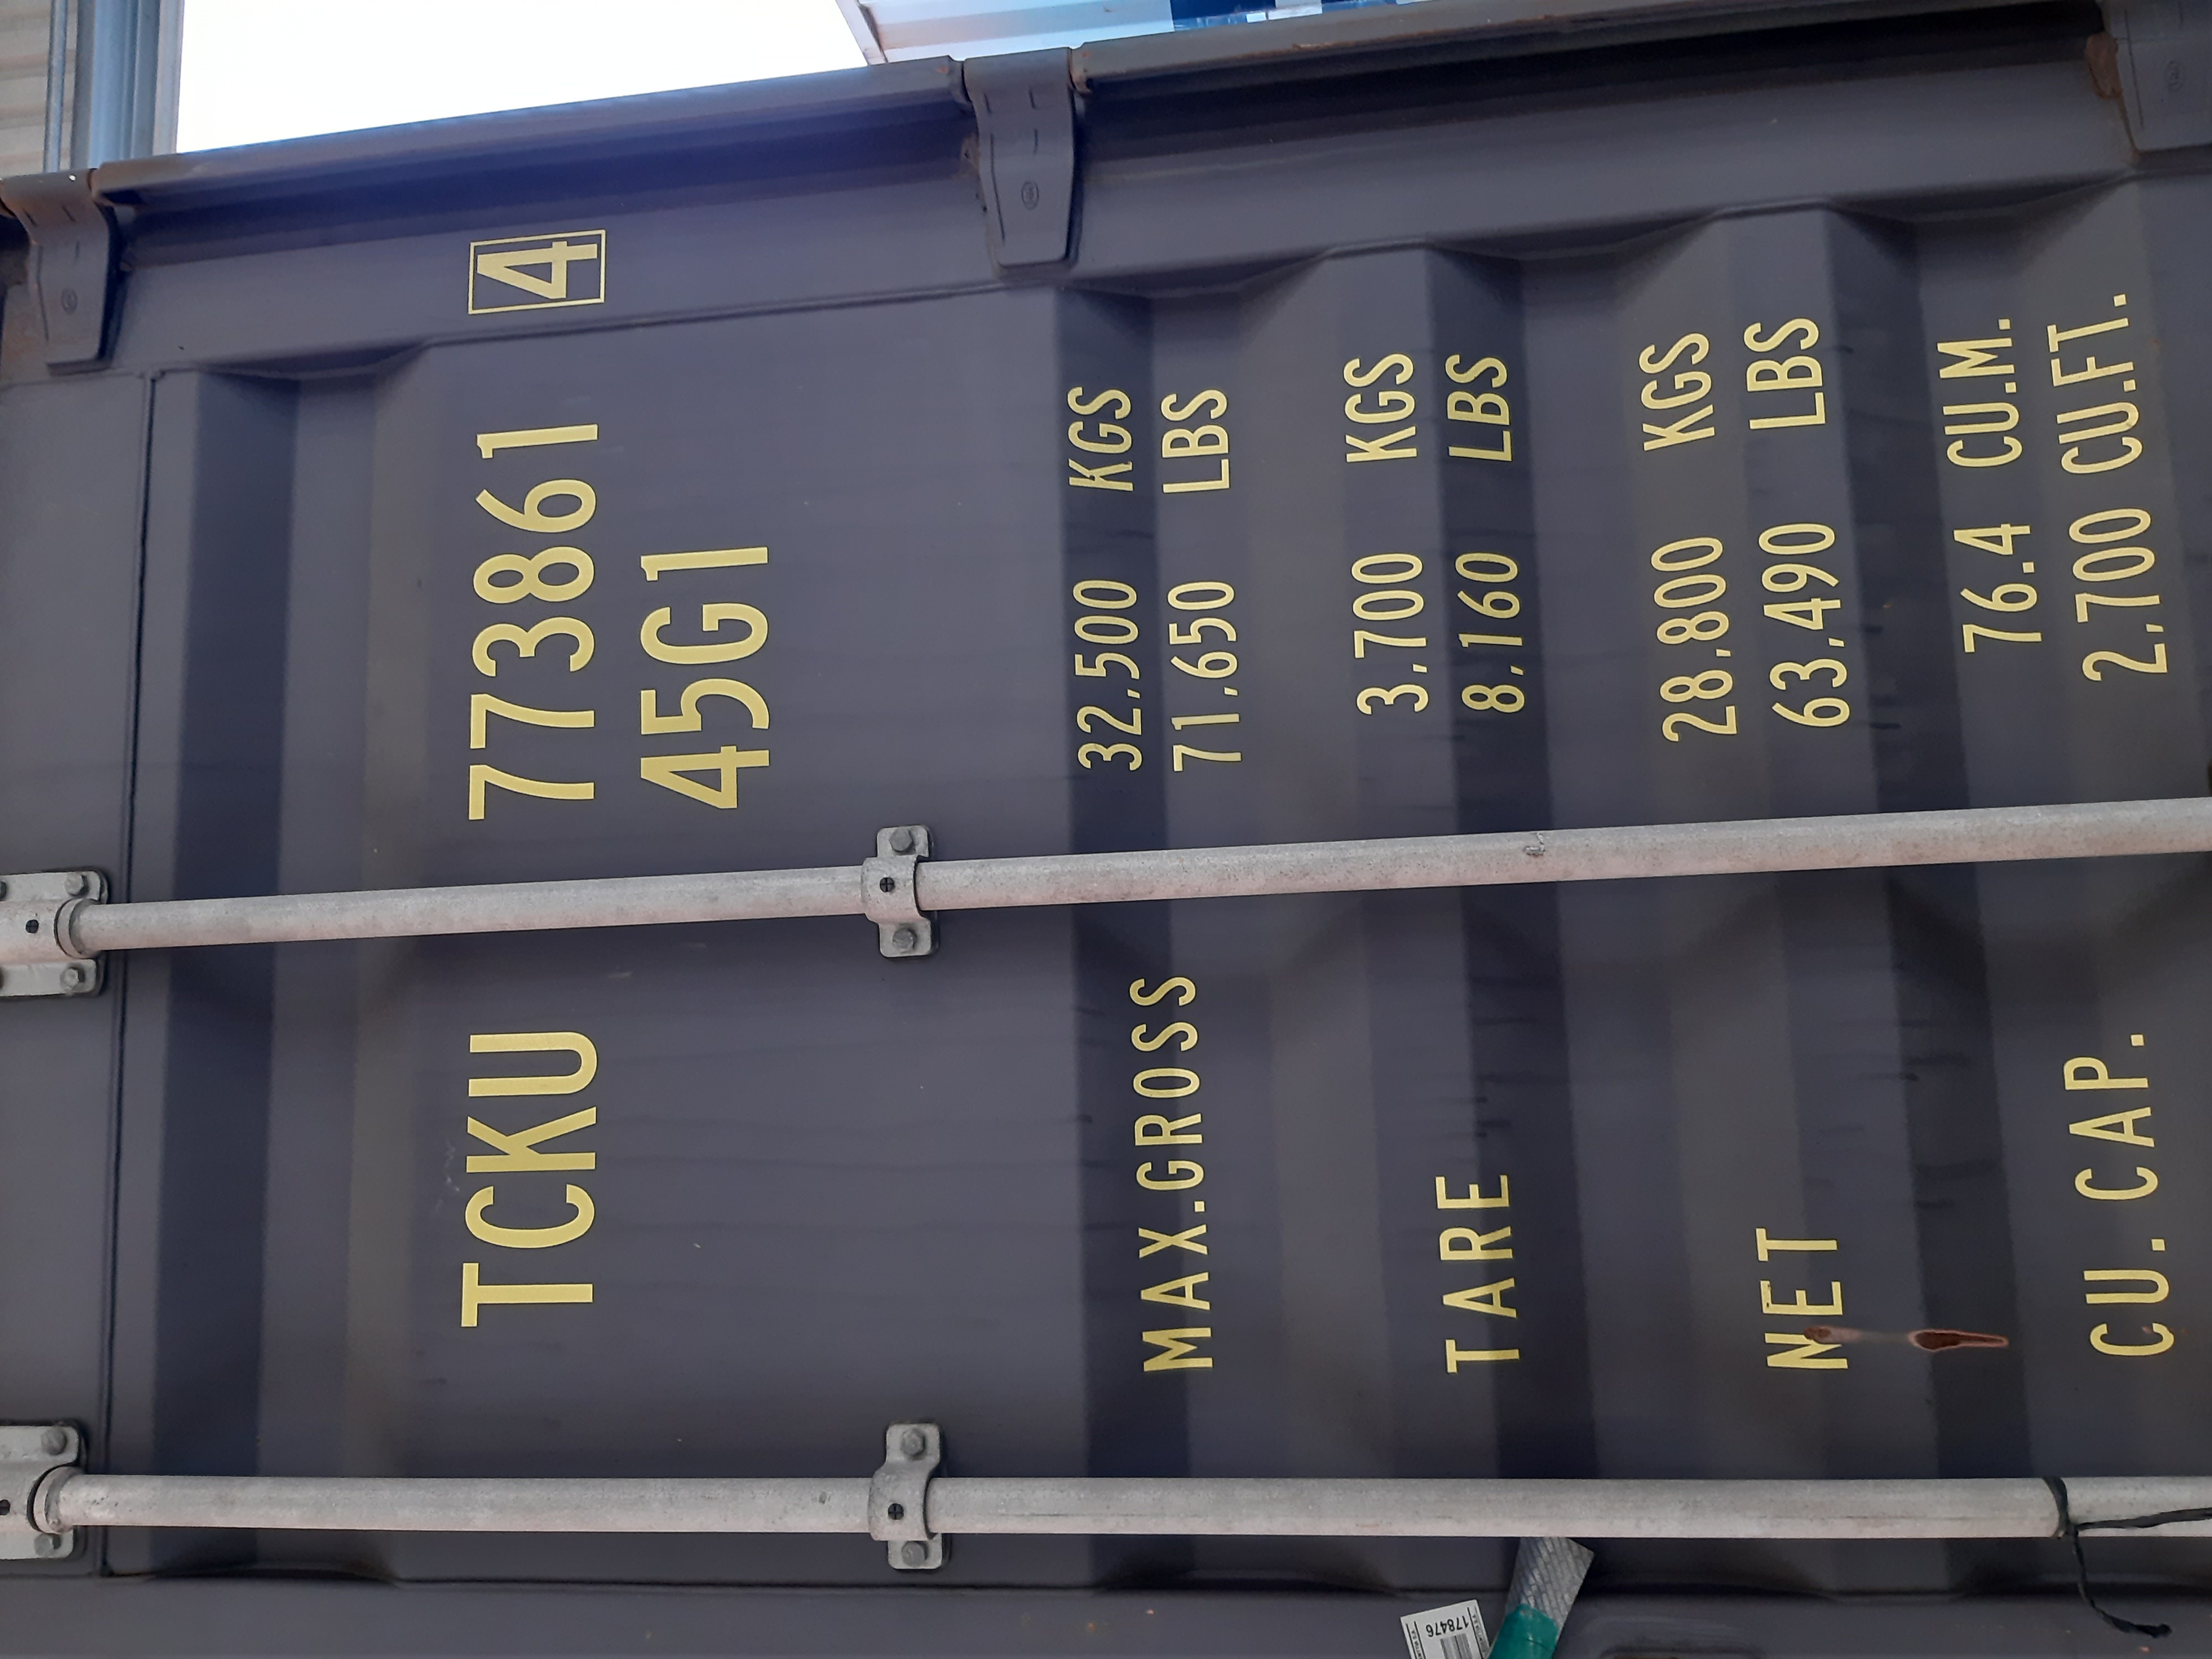 TCKU 773861 4
45G1
MAX.GROSS 32.500 KGS
71.650 LBS
TARE 3.700 KGS
8.160 LBS
NET 28.800 KGS
63.490 LBS
CU. CAP. 76.4 CU.M.
2.700 CU.FT.
178476